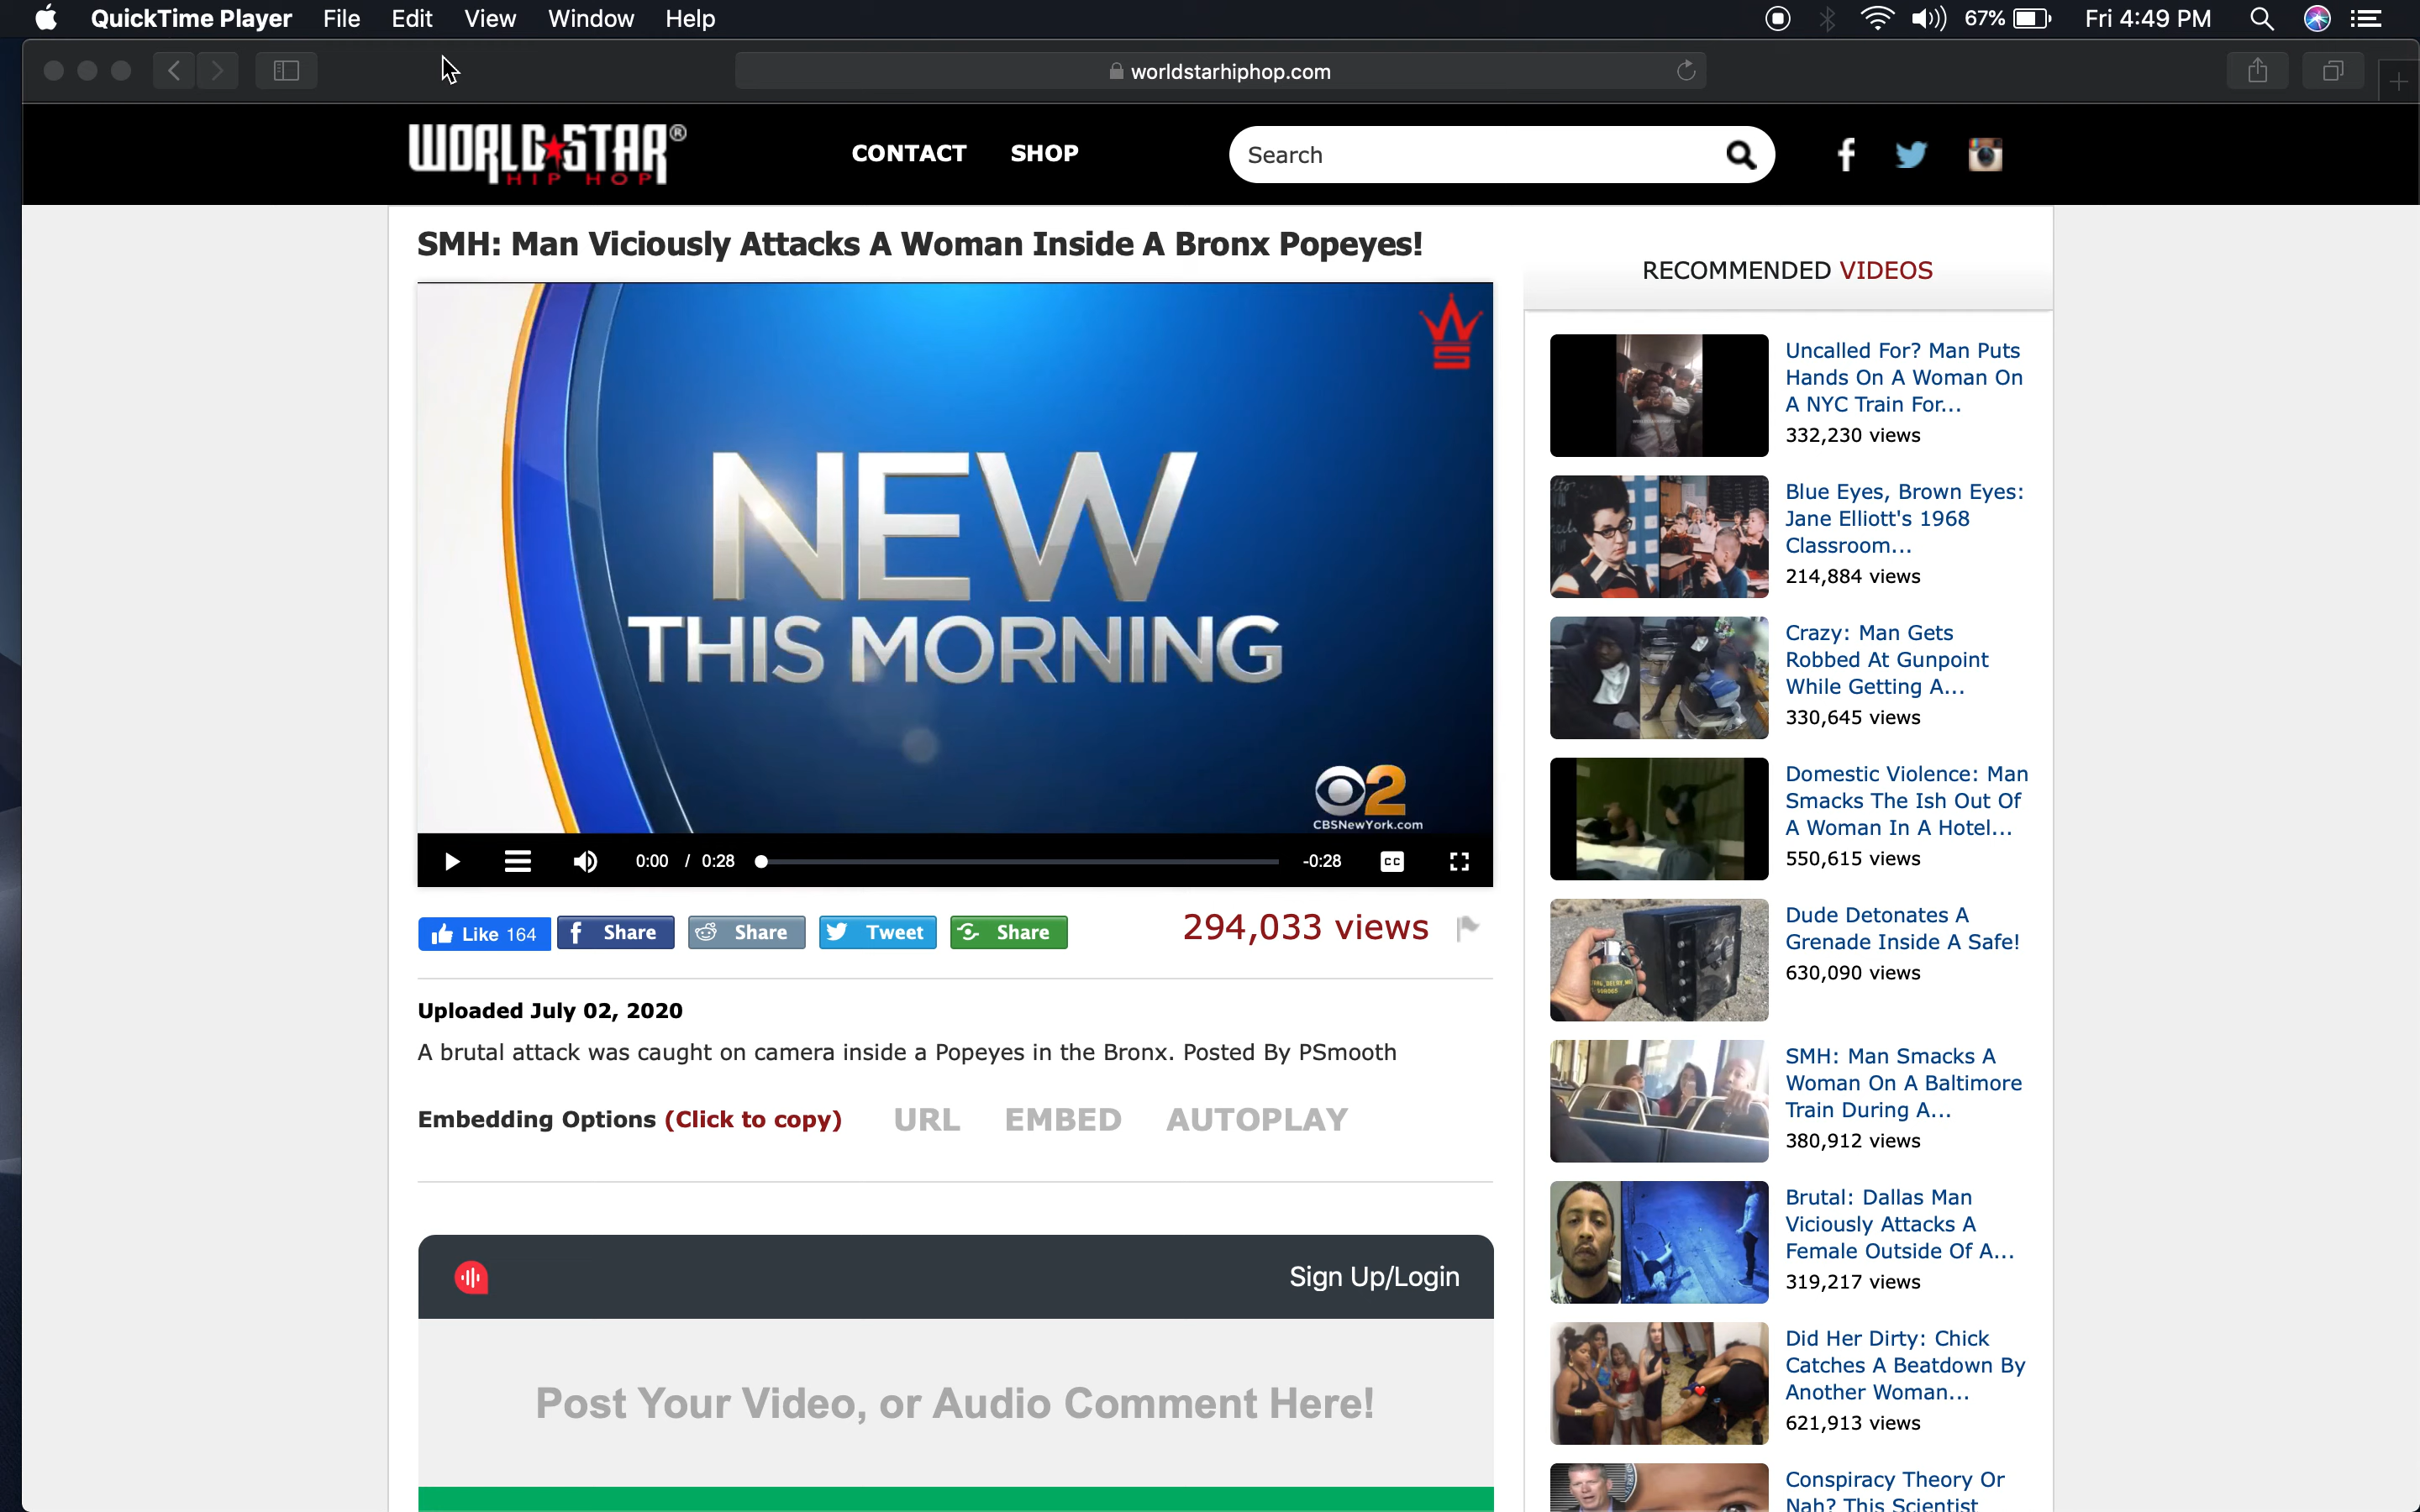 QuickTime Player File Edit View Window Help
67% Fri 4:49 PM
worldstarhiphop.com
WORLD STAR®
HIP HOP
CONTACT SHOP
Search
SMH: Man Viciously Attacks A Woman Inside A Bronx Popeyes!
NEW
THIS MORNING
2
CBSNewYork.com
0:00 / 0:28
-0:28
CC
Like 164
Share
Share
Tweet
Share
294,033 views
Uploaded July 02, 2020
A brutal attack was caught on camera inside a Popeyes in the Bronx. Posted By PSmooth
Embedding Options (Click to copy) URL EMBED AUTOPLAY
Sign Up/Login
Post Your Video, or Audio Comment Here!
RECOMMENDED VIDEOS
Uncalled For? Man Puts
Hands On A Woman On
A NYC Train For...
332,230 views
Blue Eyes, Brown Eyes:
Jane Elliott's 1968
Classroom...
214,884 views
Crazy: Man Gets
Robbed At Gunpoint
While Getting A...
330,645 views
Domestic Violence: Man
Smacks The Ish Out Of
A Woman In A Hotel...
550,615 views
Dude Detonates A
Grenade Inside A Safe!
630,090 views
SMH: Man Smacks A
Woman On A Baltimore
Train During A...
380,912 views
Brutal: Dallas Man
Viciously Attacks A
Female Outside Of A...
319,217 views
Did Her Dirty: Chick
Catches A Beatdown By
Another Woman...
621,913 views
Conspiracy Theory Or
Nah? This Scientist